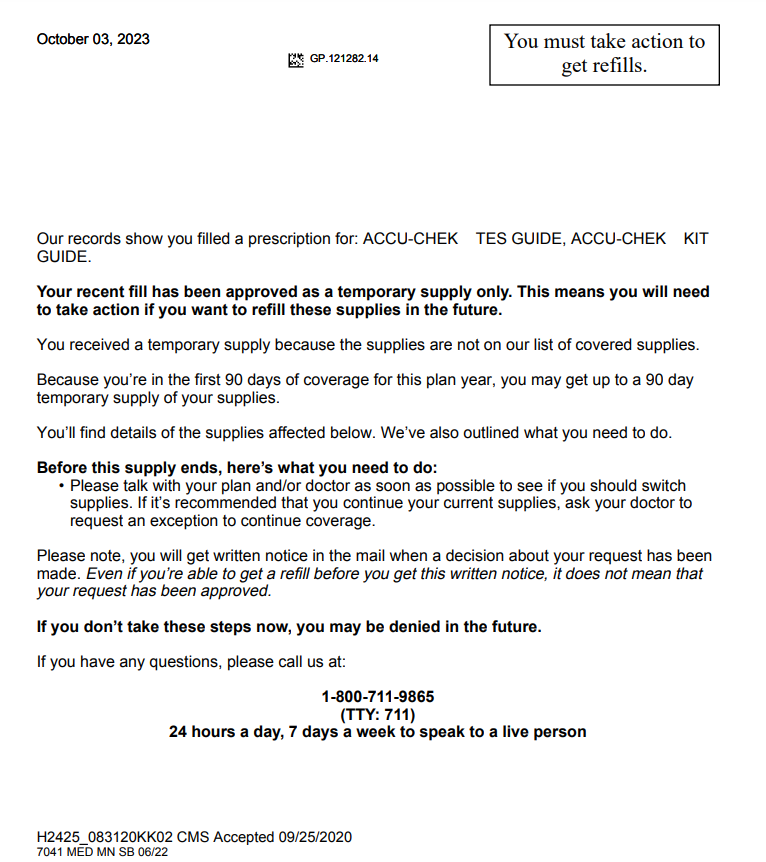 October 03, 2023
GP.121282.14
You must take action to
get refills.
Our records show you filled a prescription for: ACCU-CHEK    TES GUIDE, ACCU-CHEK    KIT
GUIDE.
Your recent fill has been approved as a temporary supply only. This means you will need
to take action if you want to refill these supplies in the future.
You received a temporary supply because the supplies are not on our list of covered supplies.
Because you're in the first 90 days of coverage for this plan year, you may get up to a 90 day
temporary supply of your supplies.
You'll find details of the supplies affected below. We've also outlined what you need to do.
Before this supply ends, here's what you need to do:
• Please talk with your plan and/or doctor as soon as possible to see if you should switch
supplies. If it's recommended that you continue your current supplies, ask your doctor to
request an exception to continue coverage.
Please note, you will get written notice in the mail when a decision about your request has been
made. Even if you're able to get a refill before you get this written notice, it does not mean that
your request has been approved.
If you don't take these steps now, you may be denied in the future.
If you have any questions, please call us at:
1-800-711-9865
(TTY: 711)
24 hours a day, 7 days a week to speak to a live person
H2425_083120KK02 CMS Accepted 09/25/2020
7041 MED MN SB 06/22